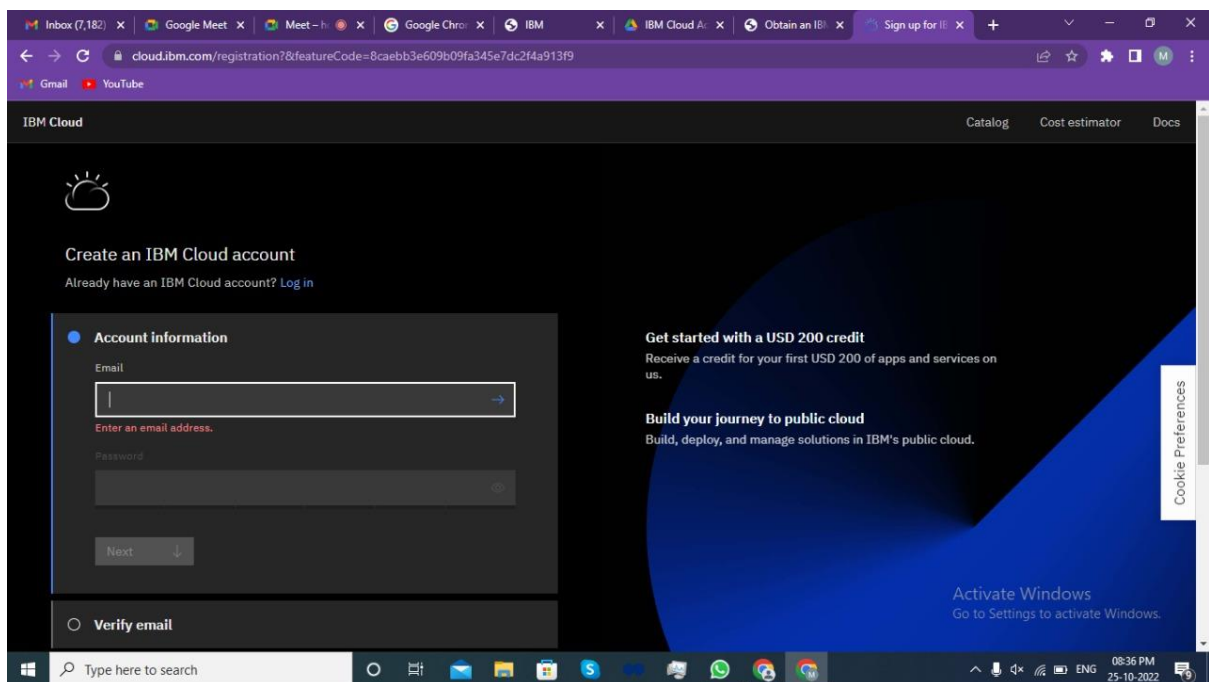 Inbox (7,182)
Google Meet
Meet – h
Google Chror
IBM
IBM Cloud Ac
Obtain an IB
Sign up for IB
cloud.ibm.com/registration?&featureCode=8caebb3e609b09fa345e7dc2f4a913f9
M
Gmail
YouTube
IBM Cloud
Catalog
Cost estimator
Docs
Create an IBM Cloud account
Already have an IBM Cloud account? Log in
Account information
Email
Enter an email address.
Password
Next
Verify email
Get started with a USD 200 credit
Receive a credit for your first USD 200 of apps and services on
us.
Build your journey to public cloud
Build, deploy, and manage solutions in IBM's public cloud.
Cookie Preferences
Activate Windows
Go to Settings to activate Windows.
Type here to search
ENG
08:36 PM
25-10-2022
9